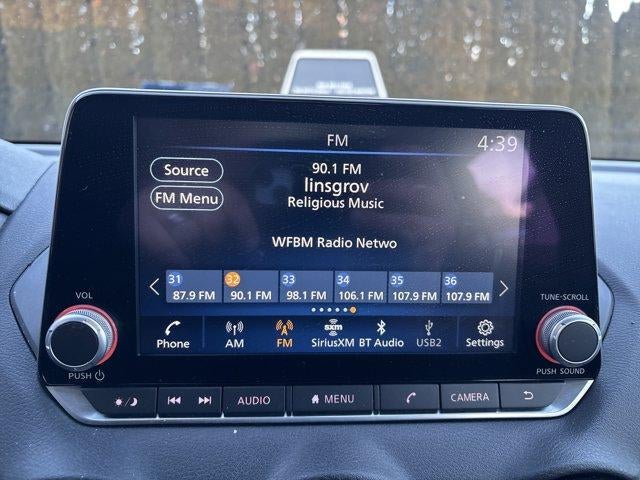 FM
4:39
Source
FM Menu
90.1 FM
linsgrov
Religious Music
WFBM Radio Netwo
31 32 33 34 35 36
87.9 FM 90.1 FM 98.1 FM 106.1 FM 107.9 FM 107.9 FM
sxm
Phone AM FM SiriusXM BT Audio USB2 Settings
VOL
PUSH
TUNE·SCROLL
PUSH SOUND
AUDIO MENU CAMERA